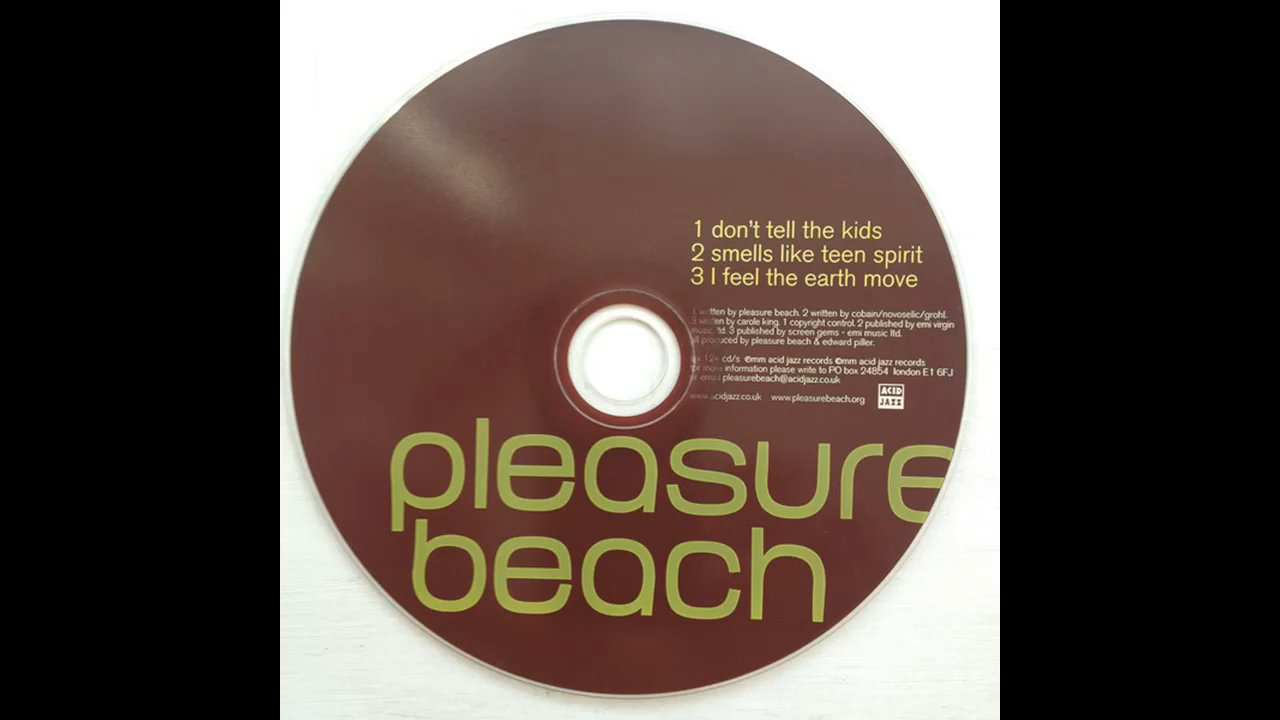 1 don't tell the kids
2 smells like teen spirit
3 I feel the earth move
1 written by pleasure beach. 2 written by cobain/novoselic/grohl.
3 written by carole king. 1 copyright control. 2 published by emi virgin
music ltd. 3 published by screen gems - emi music ltd.
all produced by pleasure beach & edward piller.
cd/s ℗mm acid jazz records ©mm acid jazz records
for more information please write to PO box 24854 london E1 6FJ
or email pleasurebeach@acidjazz.co.uk
www.acidjazz.co.uk www.pleasurebeach.org
ACID
JAZZ
pleasure
beach